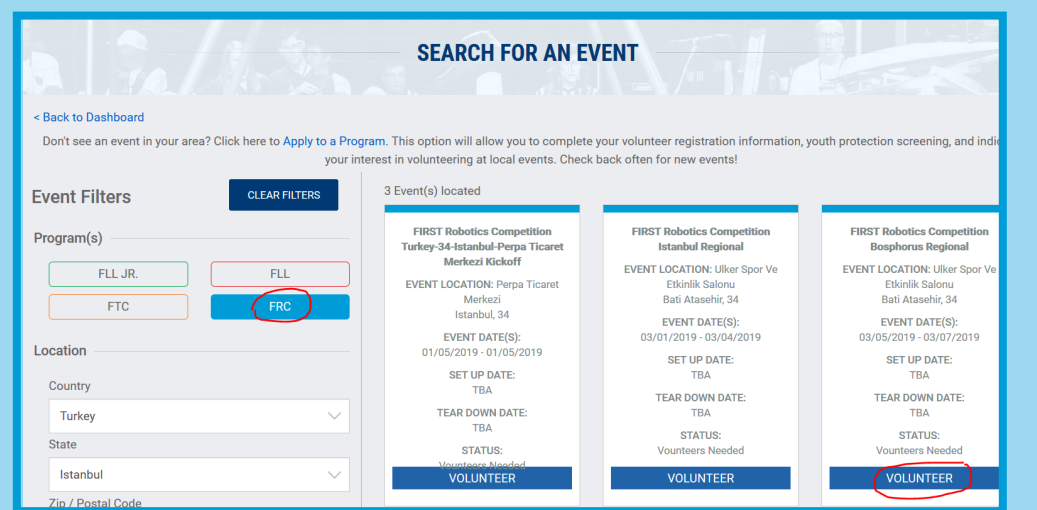 SEARCH FOR AN EVENT
< Back to Dashboard
Don't see an event in your area? Click here to Apply to a Program. This option will allow you to complete your volunteer registration information, youth protection screening, and indic
your interest in volunteering at local events. Check back often for new events!
Event Filters
CLEAR FILTERS
Program(s)
FLL JR.
FLL
FTC
FRC
Location
Country
Turkey
State
Istanbul
Zip / Postal Code
3 Event(s) located
FIRST Robotics Competition
Turkey-34-Istanbul-Perpa Ticaret
Merkezi Kickoff
EVENT LOCATION: Perpa Ticaret
Merkezi
Istanbul, 34
EVENT DATE(S):
01/05/2019 - 01/05/2019
SET UP DATE:
TBA
TEAR DOWN DATE:
TBA
STATUS:
Vounteers Needed
VOLUNTEER
FIRST Robotics Competition
Istanbul Regional
EVENT LOCATION: Ulker Spor Ve
Etkinlik Salonu
Bati Atasehir, 34
EVENT DATE(S):
03/01/2019 - 03/04/2019
SET UP DATE:
TBA
TEAR DOWN DATE:
TBA
STATUS:
Vounteers Needed
VOLUNTEER
FIRST Robotics Competition
Bosphorus Regional
EVENT LOCATION: Ulker Spor Ve
Etkinlik Salonu
Bati Atasehir, 34
EVENT DATE(S):
03/05/2019 - 03/07/2019
SET UP DATE:
TBA
TEAR DOWN DATE:
TBA
STATUS:
Vounteers Needed
VOLUNTEER